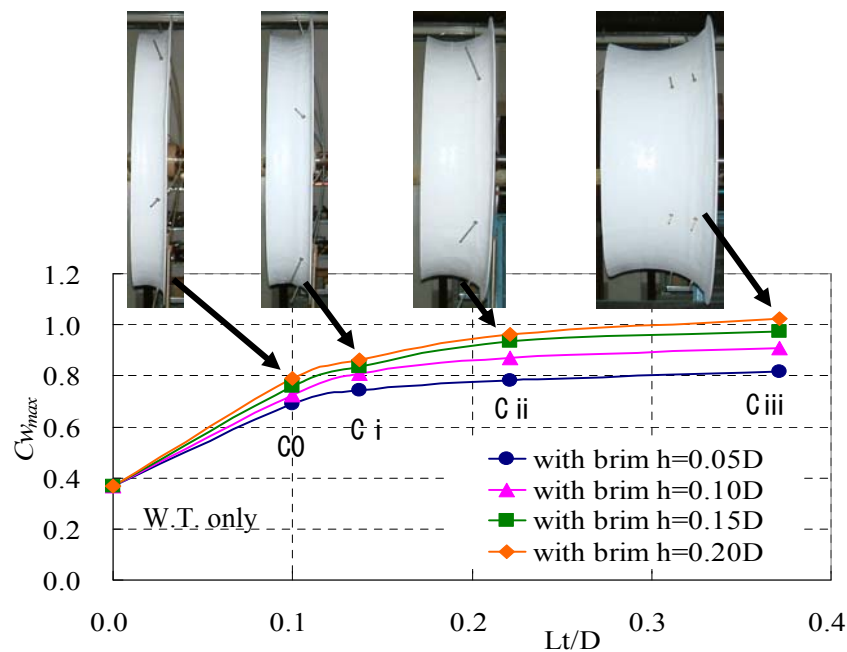 1.2
1.0
0.8
0.6
0.4
0.2
0.0
Cwmax
C0
C i
C ii
C iii
W.T. only
with brim h=0.05D
with brim h=0.10D
with brim h=0.15D
with brim h=0.20D
0.0 0.1 0.2 0.3 0.4
Lt/D